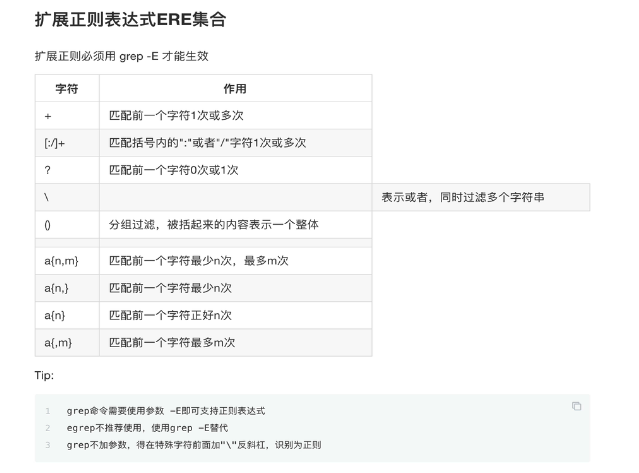 扩展正则表达式ERE集合
扩展正则必须用 grep -E 才能生效
字符 作用
+ 匹配前一个字符1次或多次
[:/]+ 匹配括号内的":"或者"/"字符1次或多次
? 匹配前一个字符0次或1次
\ 表示或者，同时过滤多个字符串
() 分组过滤，被括起来的内容表示一个整体
a{n,m} 匹配前一个字符最少n次，最多m次
a{n,} 匹配前一个字符最少n次
a{n} 匹配前一个字符正好n次
a{,m} 匹配前一个字符最多m次
Tip:
1 grep命令需要使用参数 -E即可支持正则表达式
2 egrep不推荐使用，使用grep -E替代
3 grep不加参数，得在特殊字符前面加"\"反斜杠，识别为正则